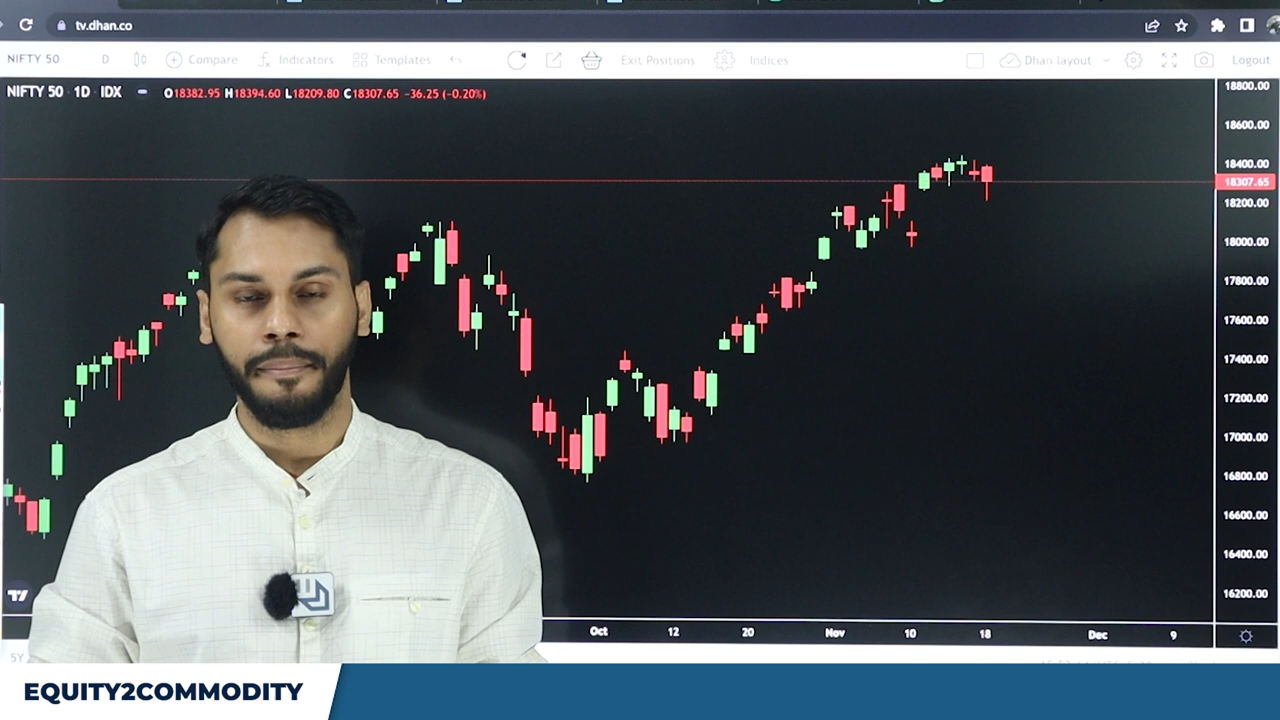 tv.dhan.co
NIFTY 50 D Compare Indicators Templates Exit Positions Indices Dhan layout Logout
NIFTY 50 1D IDX O18382.95 H18394.60 L18209.80 C18307.65 −36.25 (−0.20%)
18800.00
18600.00
18400.00
18307.65
18200.00
18000.00
17800.00
17600.00
17400.00
17200.00
17000.00
16800.00
16600.00
16400.00
16200.00
Oct 12 20 Nov 10 18 Dec 9
5Y
EQUITY2COMMODITY